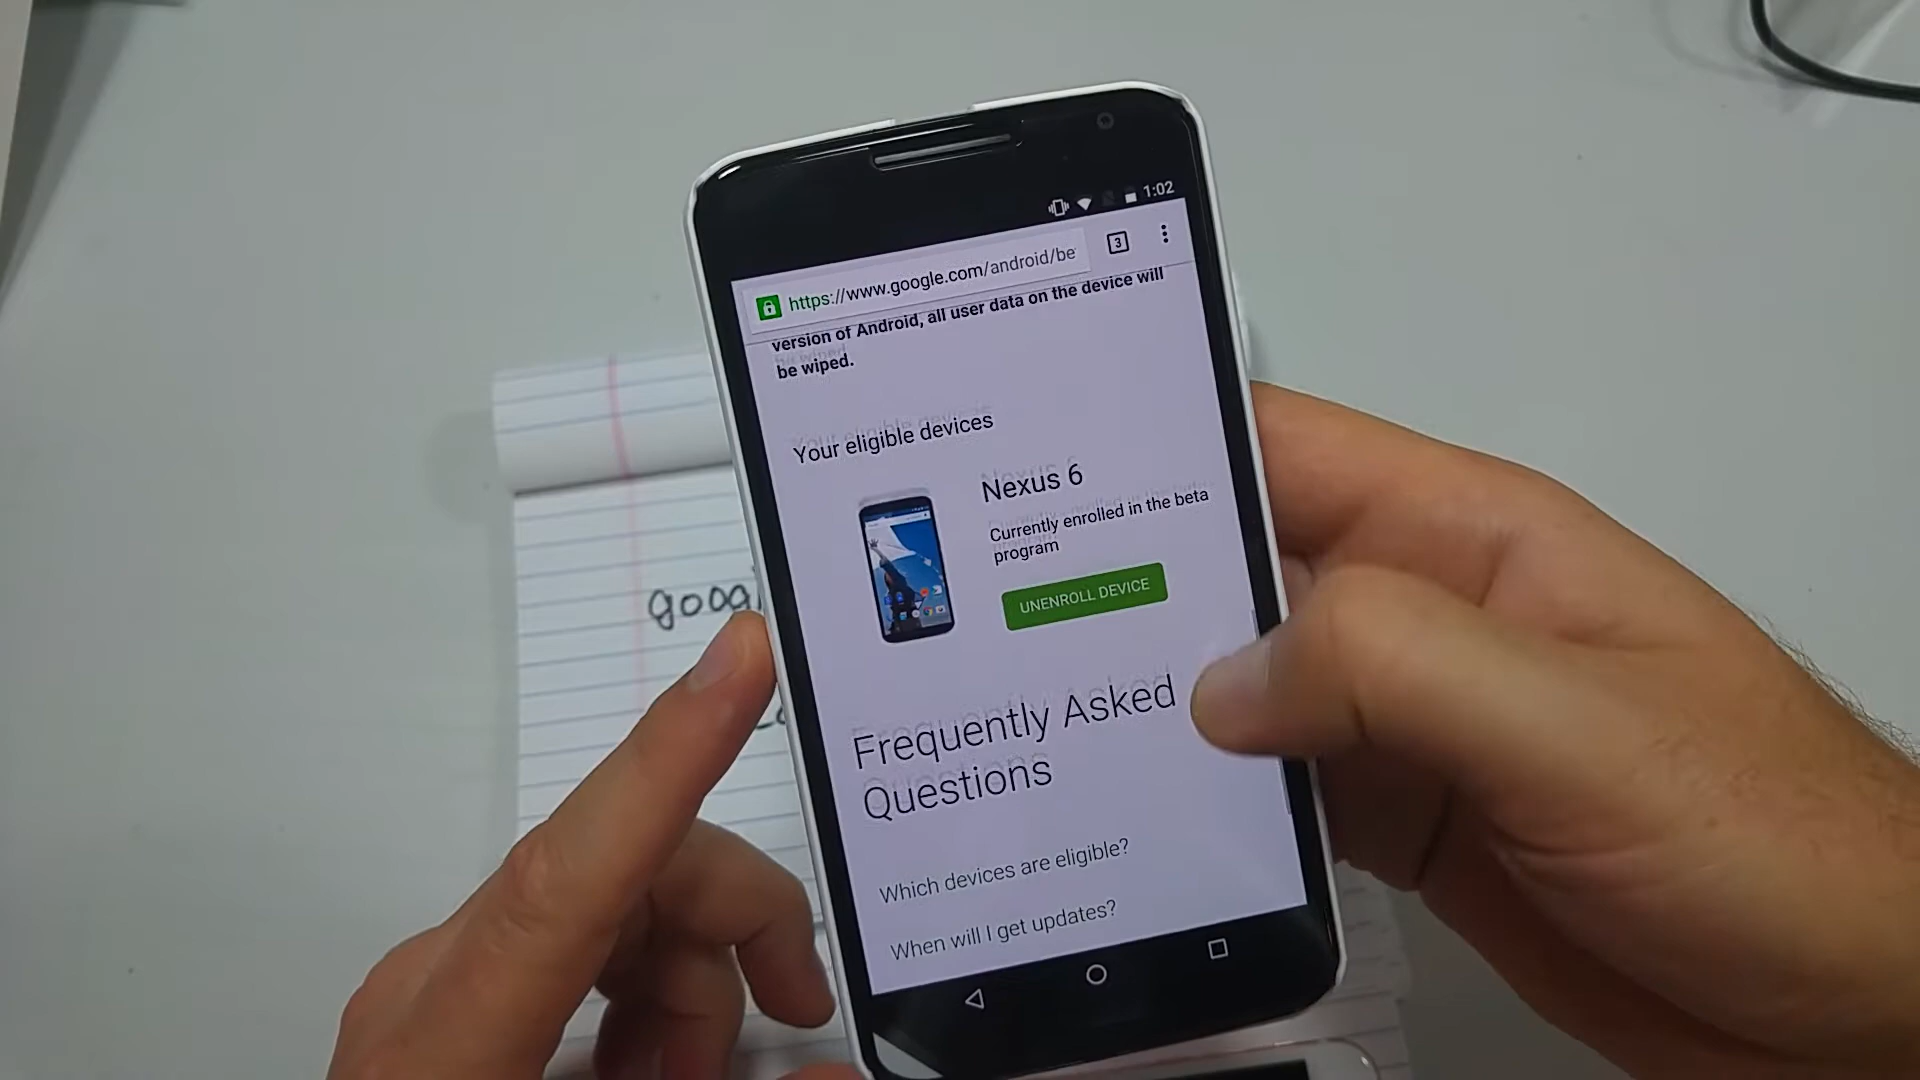 1:02
https://www.google.com/android/be
3
version of Android, all user data on the device will
be wiped.
Your eligible devices
Nexus 6
Currently enrolled in the beta
program
UNENROLL DEVICE
Frequently Asked
Questions
Which devices are eligible?
When will I get updates?